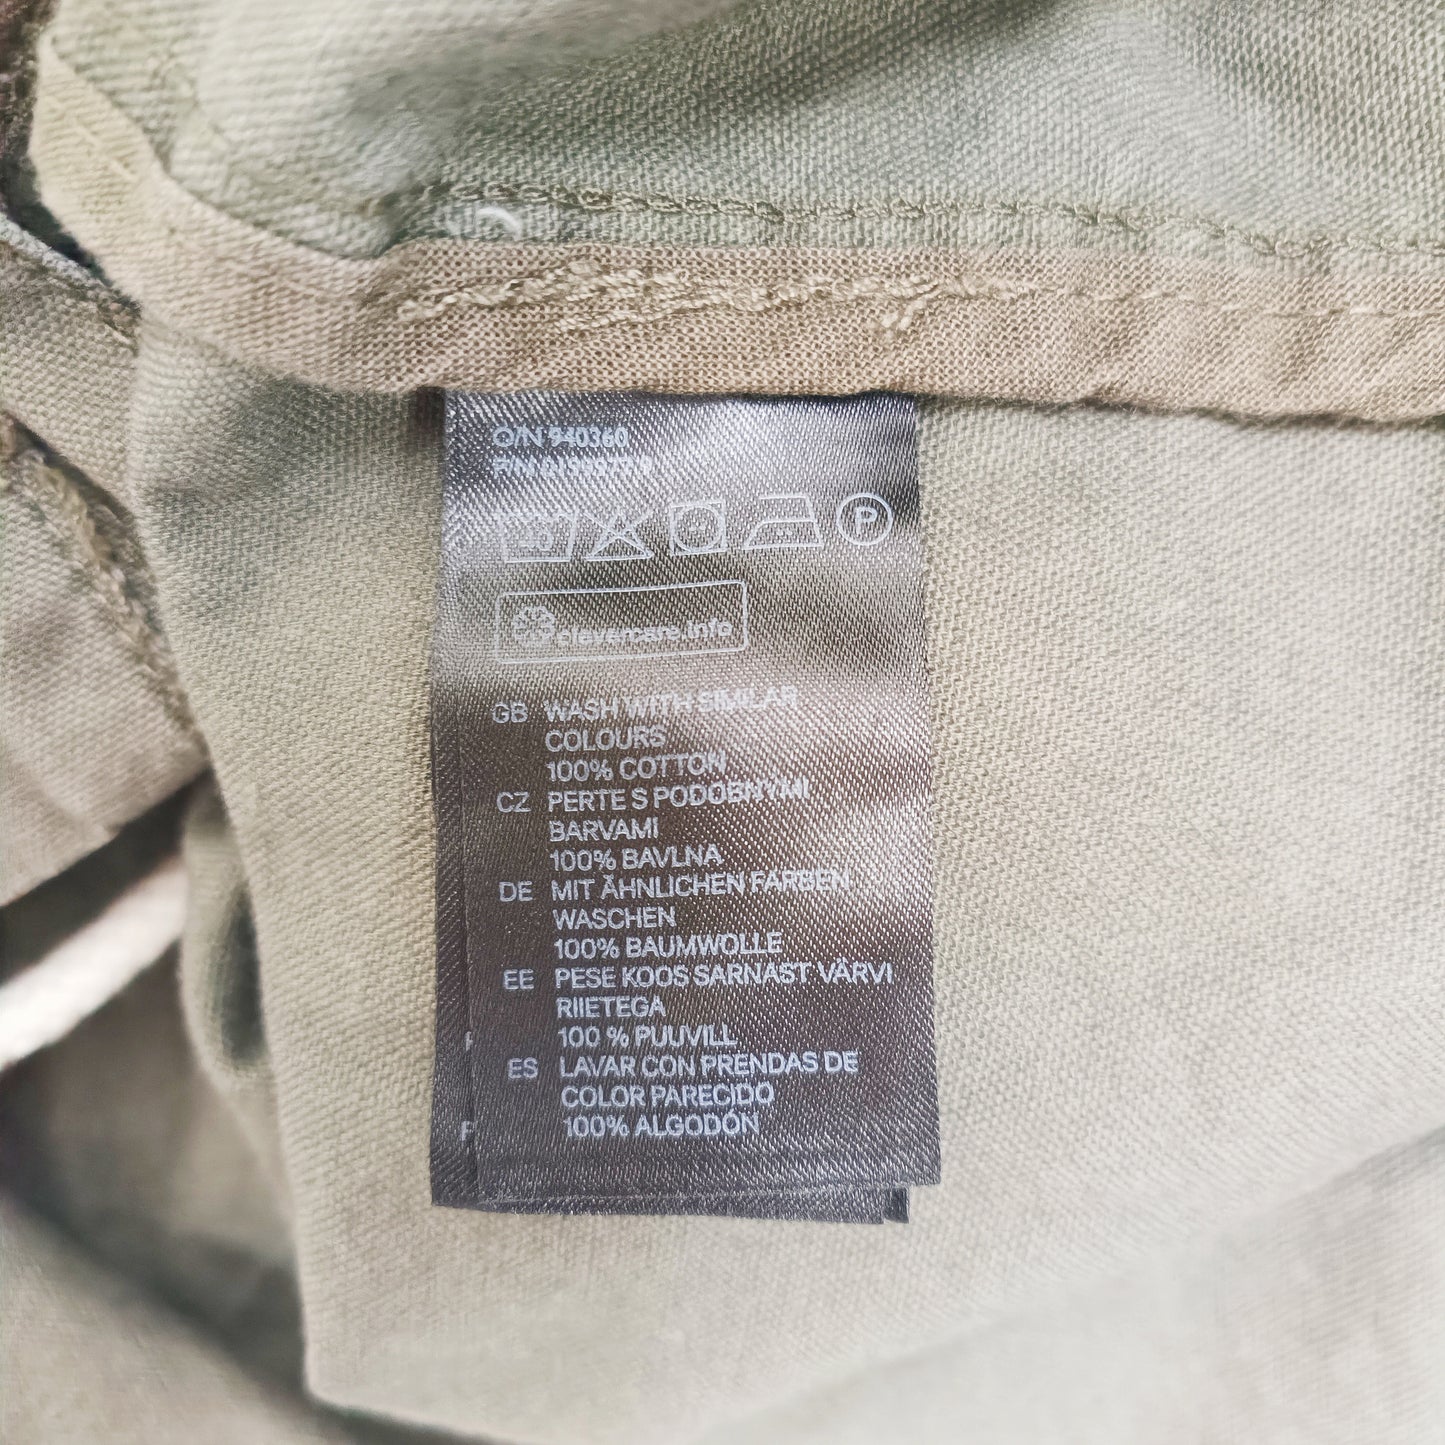 O/N 940360
P/N
40
P
clevercare.info
GB WASH WITH SIMILAR
COLOURS
100% COTTON
CZ PERTE S PODOBNÝMI
BARVAMI
100% BAVLNA
DE MIT ÄHNLICHEN FARBEN
WASCHEN
100% BAUMWOLLE
EE PESE KOOS SARNAST VÄRVI
RIIETEGA
100 % PUUVILL
ES LAVAR CON PRENDAS DE
COLOR PARECIDO
100% ALGODÓN